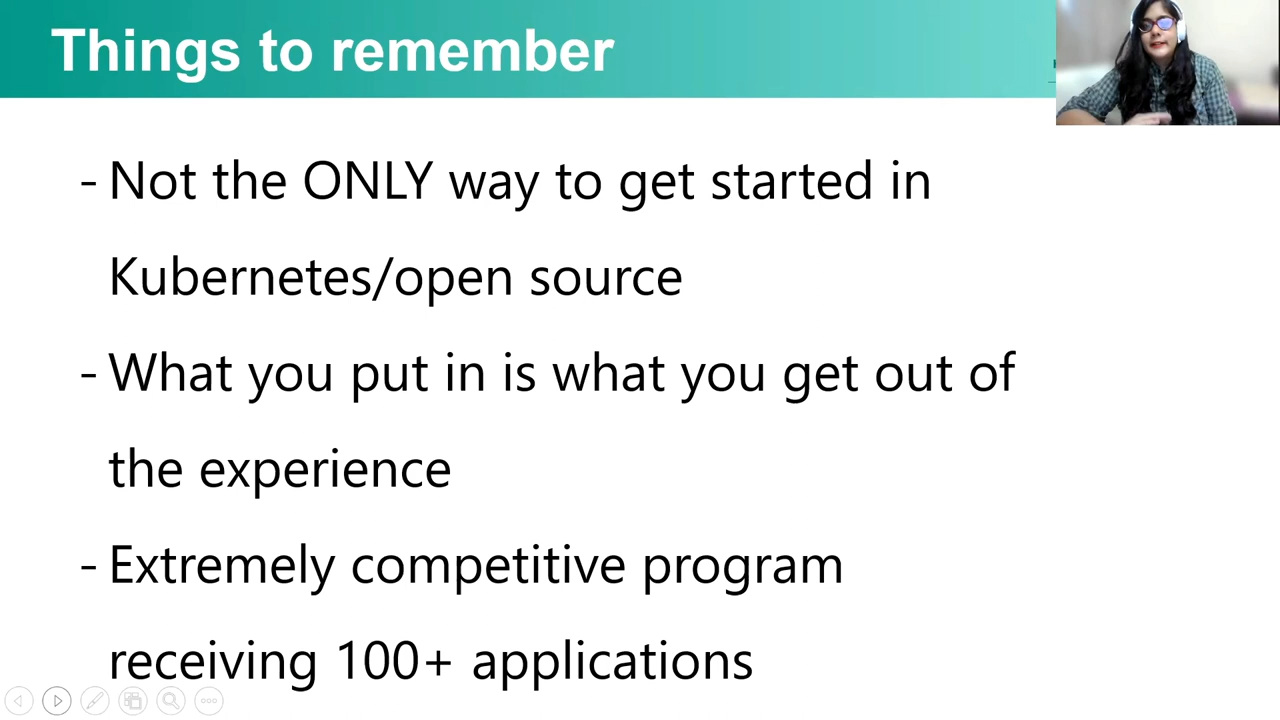 Things to remember
- Not the ONLY way to get started in
Kubernetes/open source
- What you put in is what you get out of
the experience
- Extremely competitive program
receiving 100+ applications